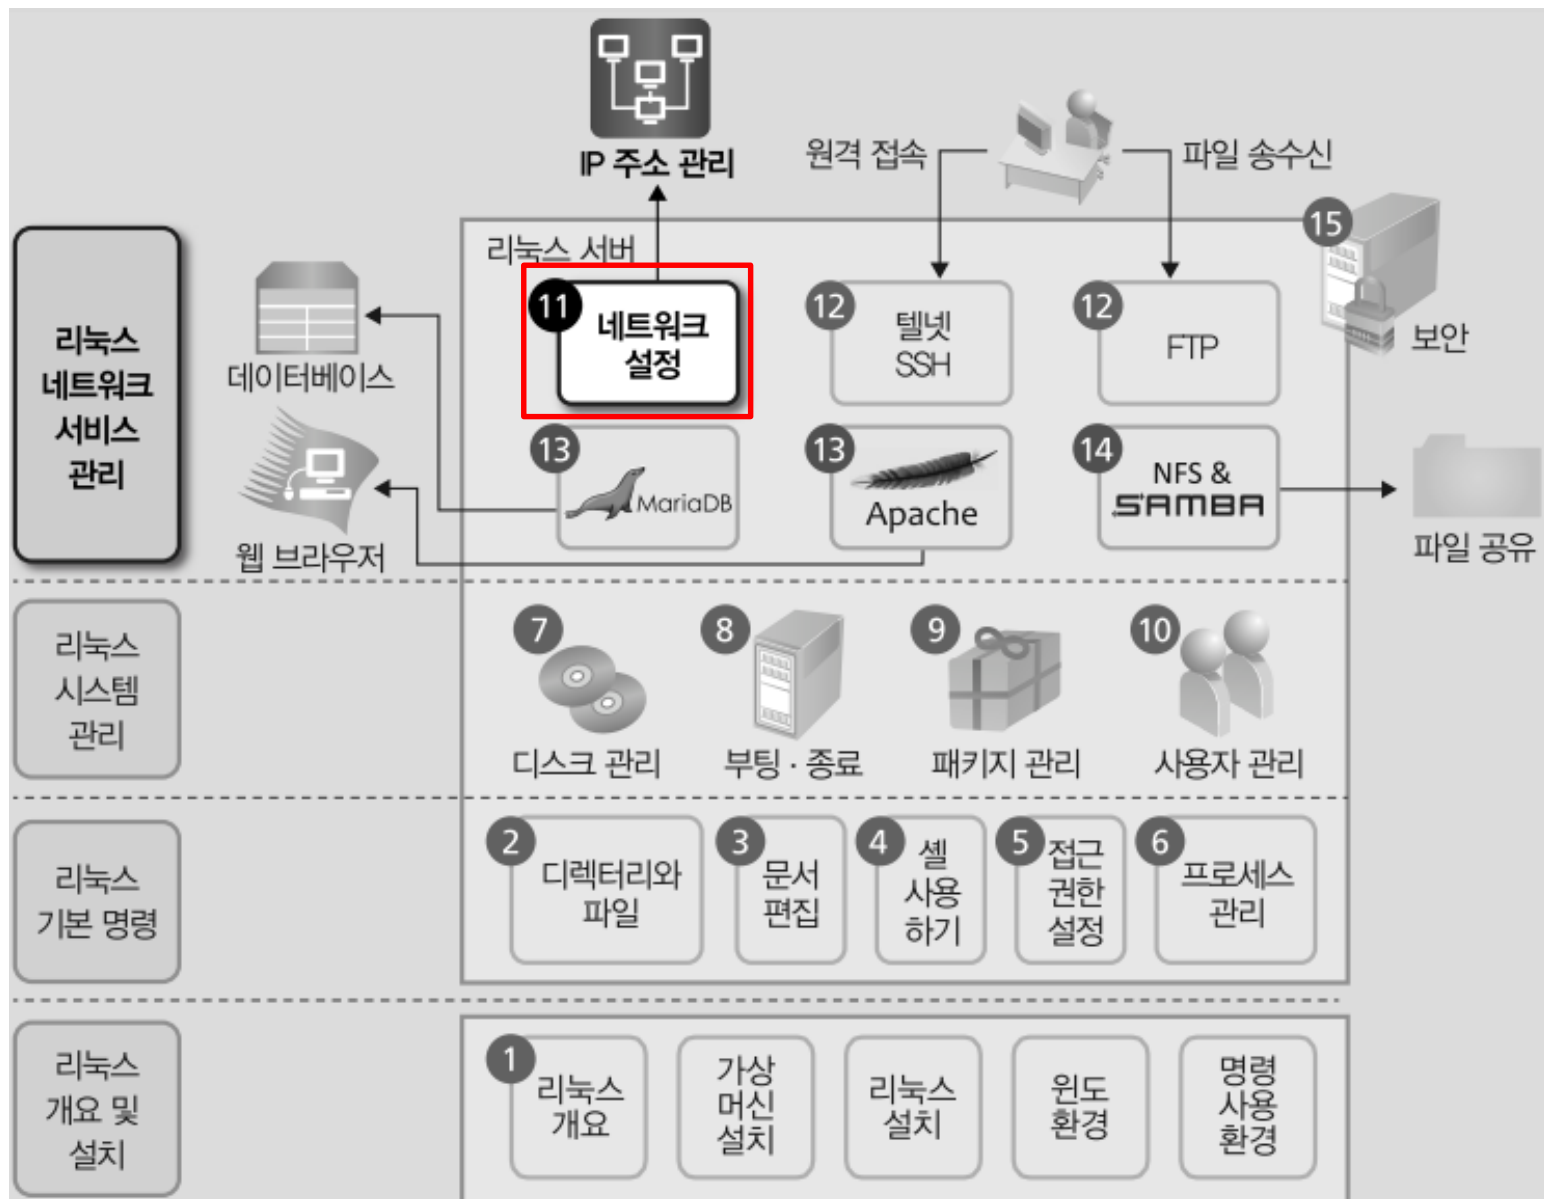 IP 주소 관리
원격 접속
파일 송수신
리눅스
네트워크
서비스
관리
리눅스 서버
데이터베이스
웹 브라우저
11
네트워크
설정
12
텔넷
SSH
12
FTP
15
보안
13
MariaDB
13
Apache
14
NFS &
SAMBA
파일 공유
리눅스
시스템
관리
7
디스크 관리
8
부팅 · 종료
9
패키지 관리
10
사용자 관리
리눅스
기본 명령
2
디렉터리와
파일
3
문서
편집
4
셸
사용
하기
5
접근
권한
설정
6
프로세스
관리
리눅스
개요 및
설치
1
리눅스
개요
가상
머신
설치
리눅스
설치
윈도
환경
명령
사용
환경